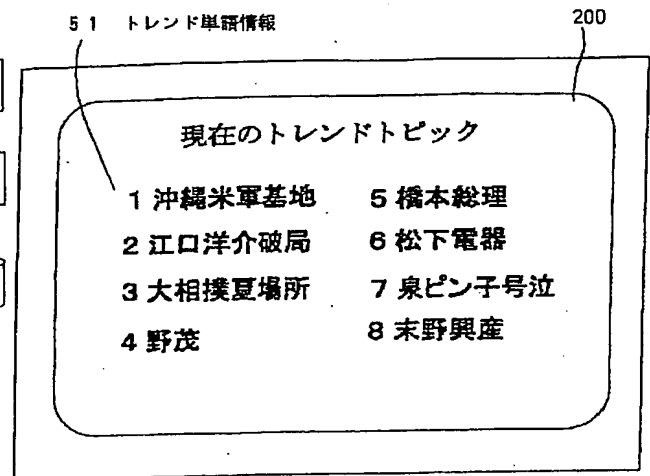 51 トレンド単語情報
200
現在のトレンドトピック
1 沖縄米軍基地
2 江口洋介破局
3 大相撲夏場所
4 野茂
5 橋本総理
6 松下電器
7 泉ピン子号泣
8 末野興産